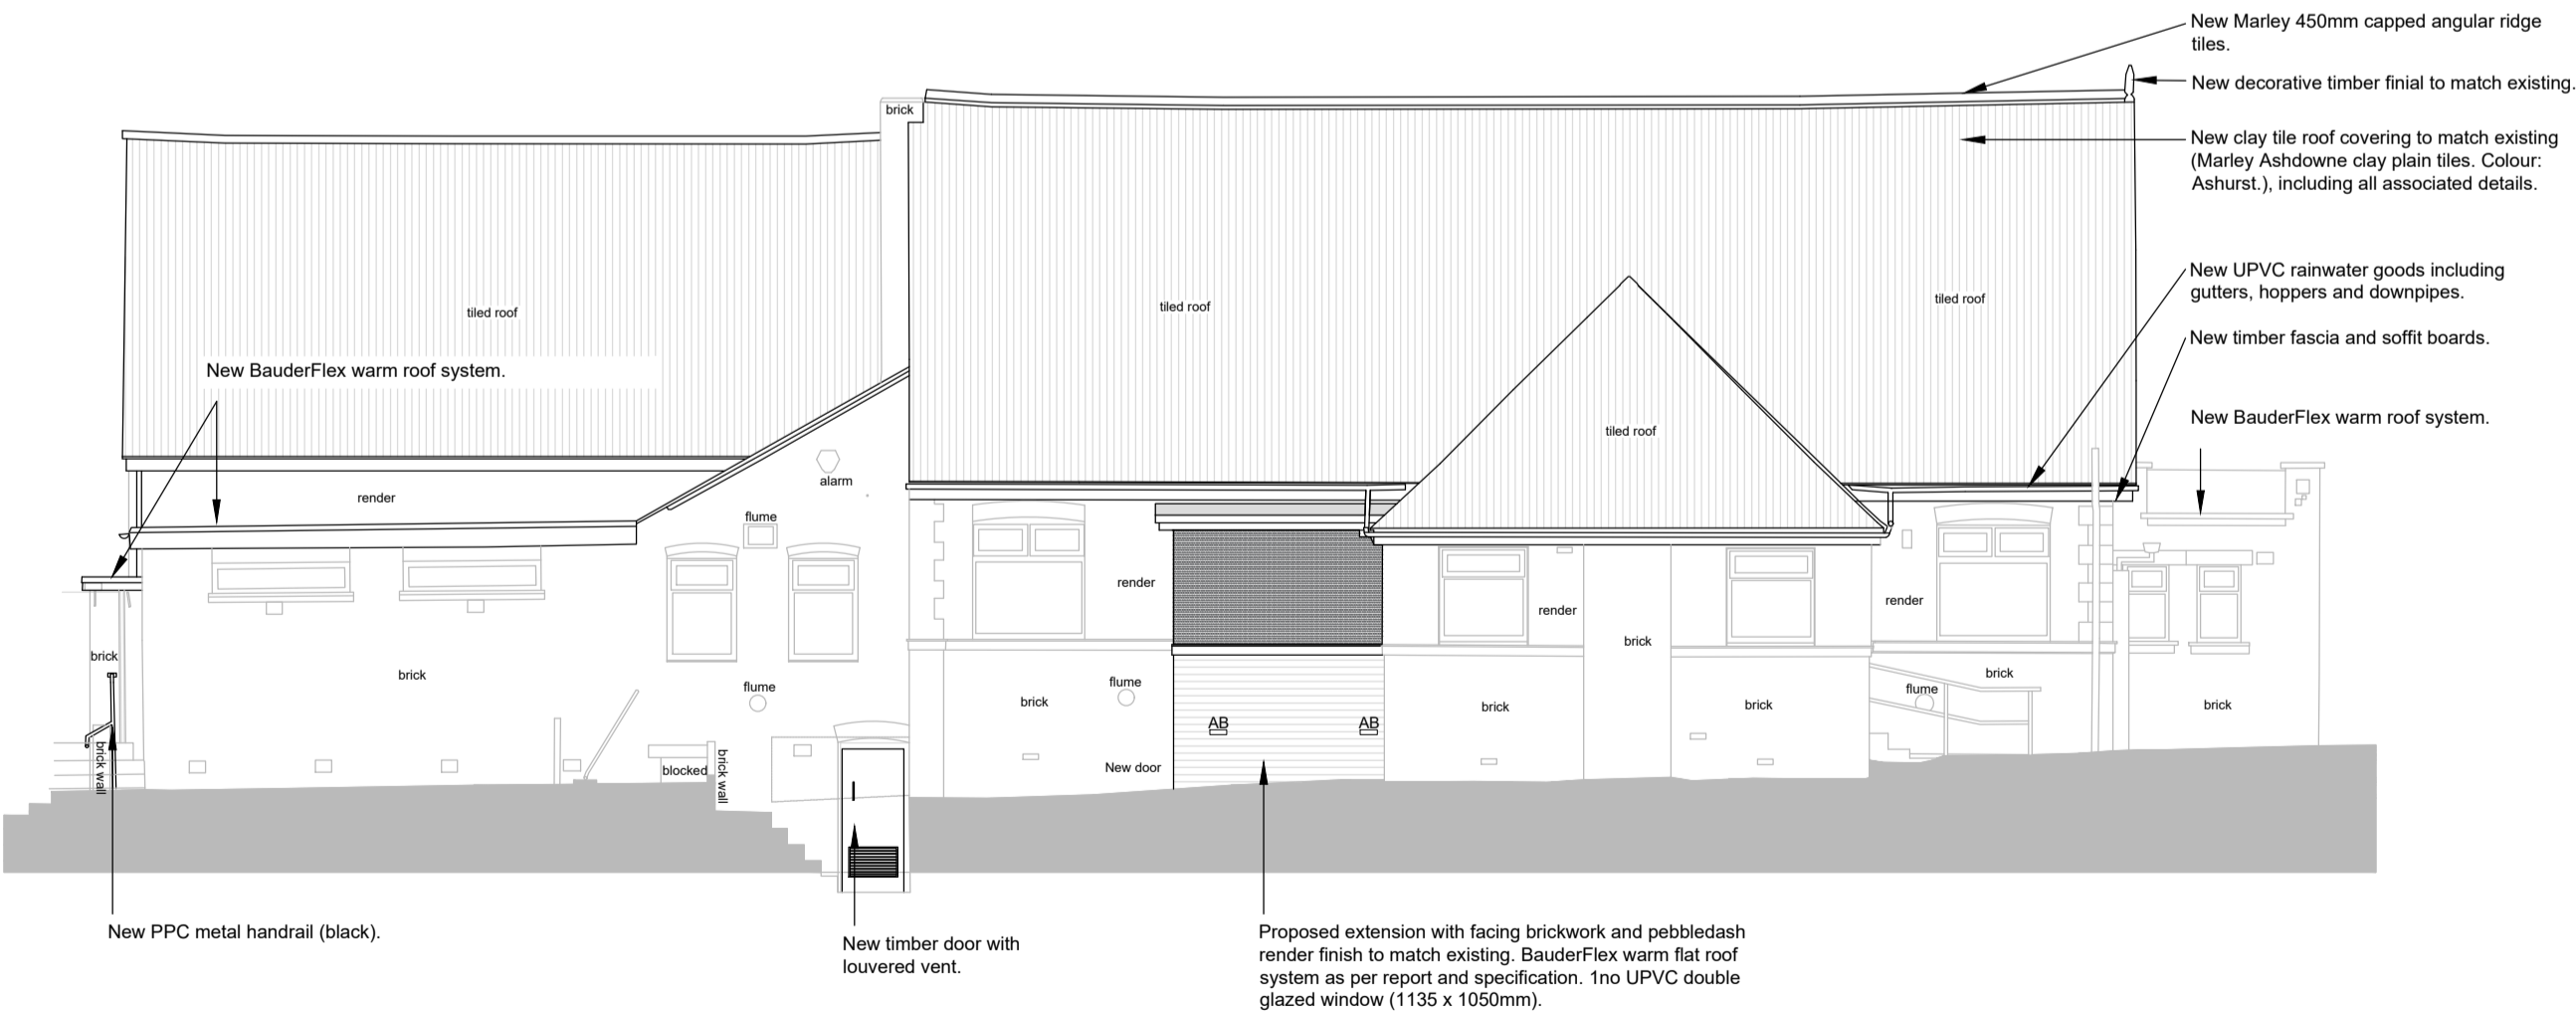 New Marley 450mm capped angular ridge
tiles.
New decorative timber finial to match existing.
New clay tile roof covering to match existing
(Marley Ashdowne clay plain tiles. Colour:
Ashurst.), including all associated details.
New UPVC rainwater goods including
gutters, hoppers and downpipes.
New timber fascia and soffit boards.
New BauderFlex warm roof system.
brick
tiled roof
tiled roof
tiled roof
tiled roof
New BauderFlex warm roof system.
render
alarm
flume
render
render
render
brick
brick
brick
flume
flume
flume
brick
brick
brick
brick
brick
brick
AB
AB
New door
blocked
brick wall
brick wall
New PPC metal handrail (black).
New timber door with
louvered vent.
Proposed extension with facing brickwork and pebbledash
render finish to match existing. BauderFlex warm flat roof
system as per report and specification. 1no UPVC double
glazed window (1135 x 1050mm).